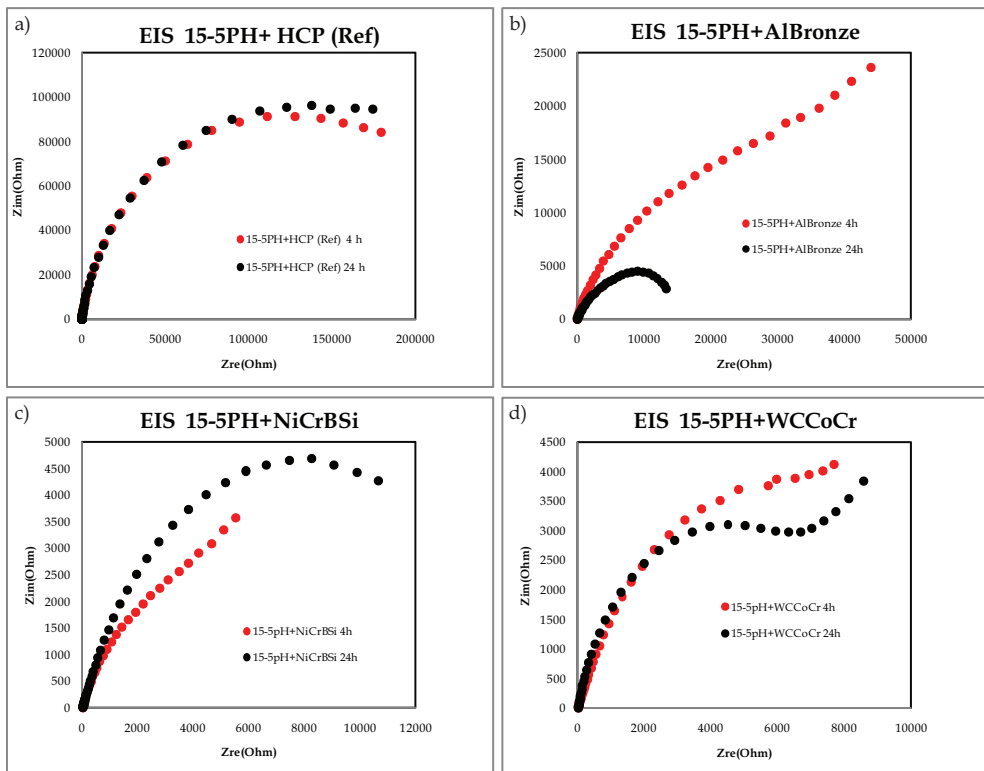 a)
EIS 15-5PH+ HCP (Ref)
120000
100000
80000
60000
40000
20000
0
Zim(Ohm)
15-5PH+HCP (Ref) 4 h
15-5PH+HCP (Ref) 24 h
0 50000 100000 150000 200000
Zre(Ohm)
b)
EIS 15-5PH+AlBronze
25000
20000
15000
10000
5000
0
Zim(Ohm)
15-5PH+AlBronze 4h
15-5PH+AlBronze 24h
0 10000 20000 30000 40000 50000
Zre(Ohm)
c)
EIS 15-5PH+NiCrBSi
5000
4500
4000
3500
3000
2500
2000
1500
1000
500
0
Zim(Ohm)
15-5pH+NiCrBSi 4h
15-5pH+NiCrBSi 24h
0 2000 4000 6000 8000 10000 12000
Zre(Ohm)
d)
EIS 15-5PH+WCCoCr
4500
4000
3500
3000
2500
2000
1500
1000
500
0
Zim(Ohm)
15-5pH+WCCoCr 4h
15-5pH+WCCoCr 24h
0 2000 4000 6000 8000 10000
Zre(Ohm)